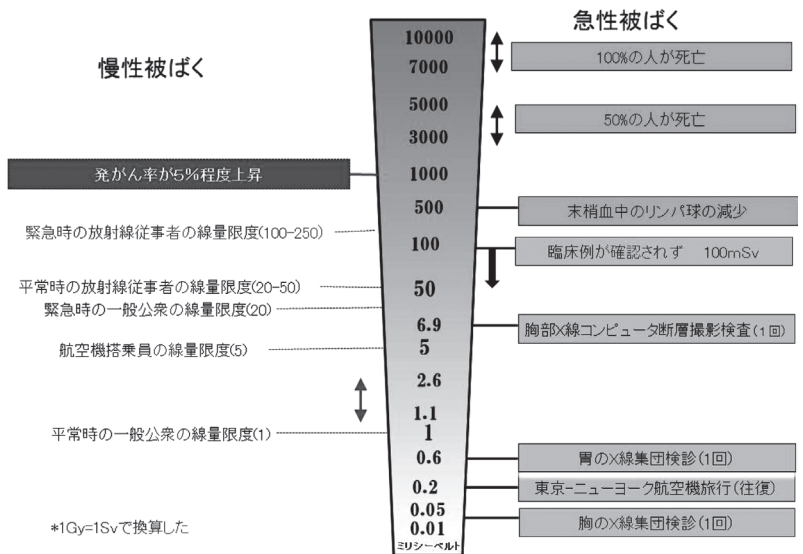 急性被ばく
慢性被ばく
10000
7000
5000
3000
1000
500
100
50
6.9
5
2.6
1.1
1
0.6
0.2
0.05
0.01
ミリシーベルト
100%の人が死亡
50%の人が死亡
発がん率が5%程度上昇
末梢血中のリンパ球の減少
緊急時の放射線従事者の線量限度(100-250)
臨床例が確認されず 100mSv
平常時の放射線従事者の線量限度(20-50)
緊急時の一般公衆の線量限度(20)
胸部X線コンピュータ断層撮影検査(1回)
航空機搭乗員の線量限度(5)
平常時の一般公衆の線量限度(1)
胃のX線集団検診(1回)
東京-ニューヨーク航空機旅行(往復)
胸のX線集団検診(1回)
*1Gy=1Svで換算した